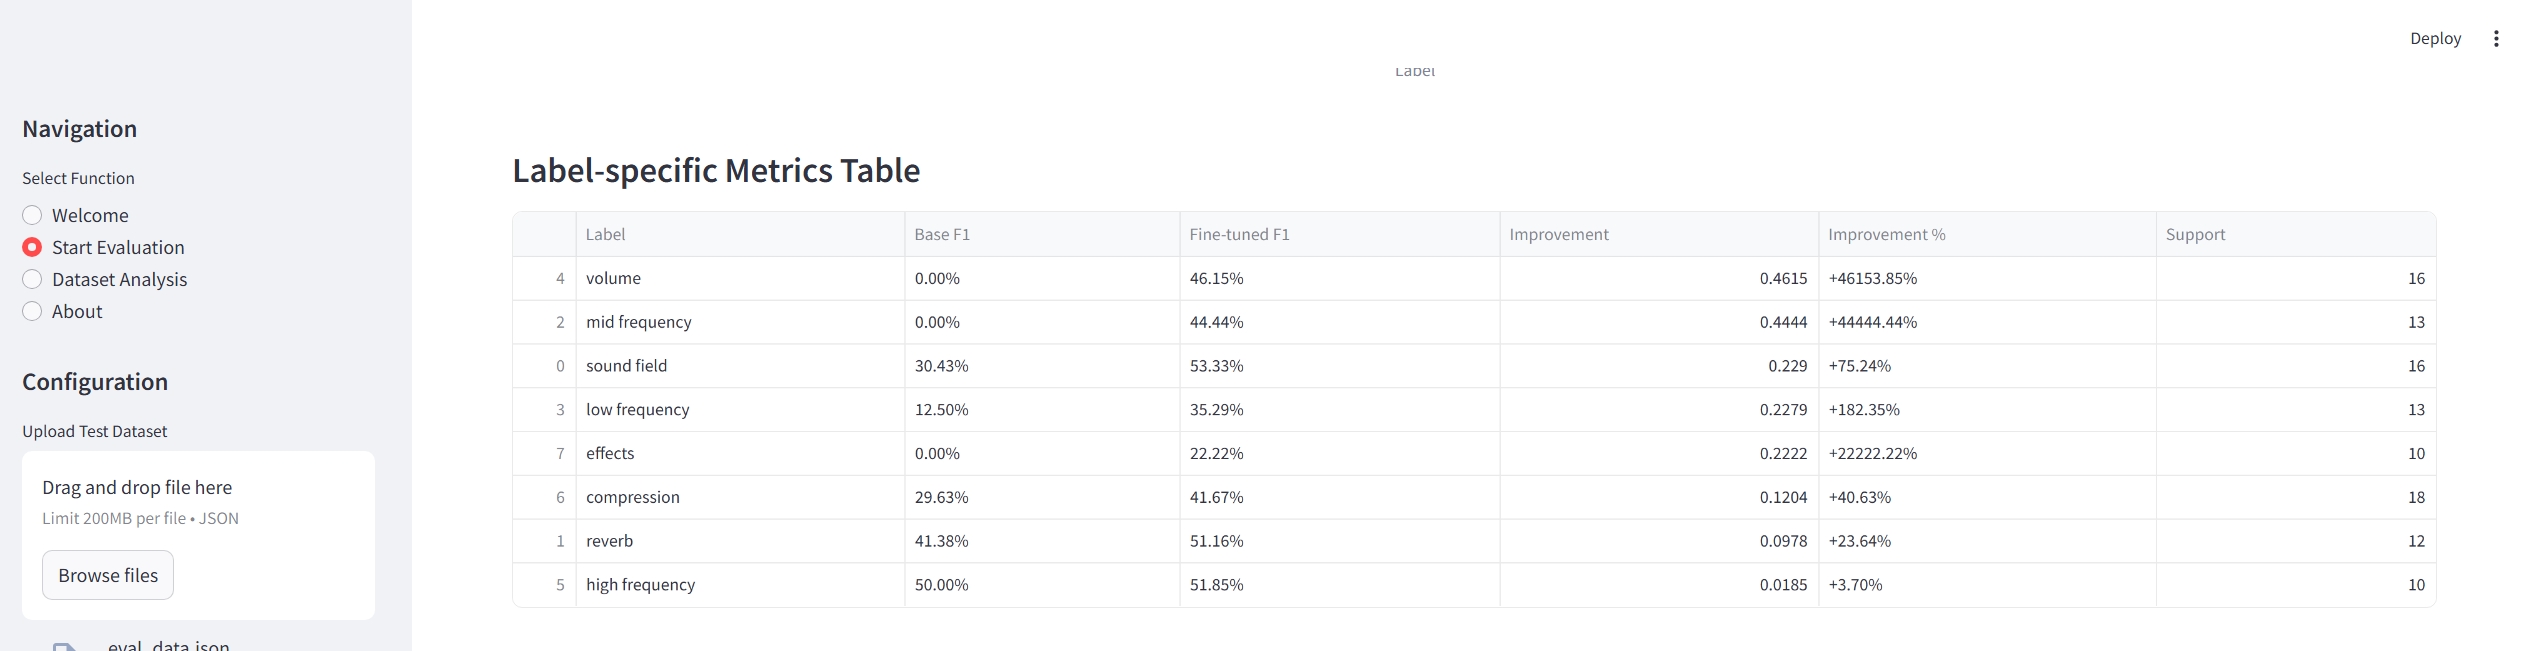 Deploy
Label
Navigation
Select Function
Welcome
Start Evaluation
Dataset Analysis
About
Configuration
Upload Test Dataset
Drag and drop file here
Limit 200MB per file • JSON
Browse files
eval_data.json
Label-specific Metrics Table
Label Base F1 Fine-tuned F1 Improvement Improvement % Support
4 volume 0.00% 46.15% 0.4615 +46153.85% 16
2 mid frequency 0.00% 44.44% 0.4444 +44444.44% 13
0 sound field 30.43% 53.33% 0.229 +75.24% 16
3 low frequency 12.50% 35.29% 0.2279 +182.35% 13
7 effects 0.00% 22.22% 0.2222 +22222.22% 10
6 compression 29.63% 41.67% 0.1204 +40.63% 18
1 reverb 41.38% 51.16% 0.0978 +23.64% 12
5 high frequency 50.00% 51.85% 0.0185 +3.70% 10